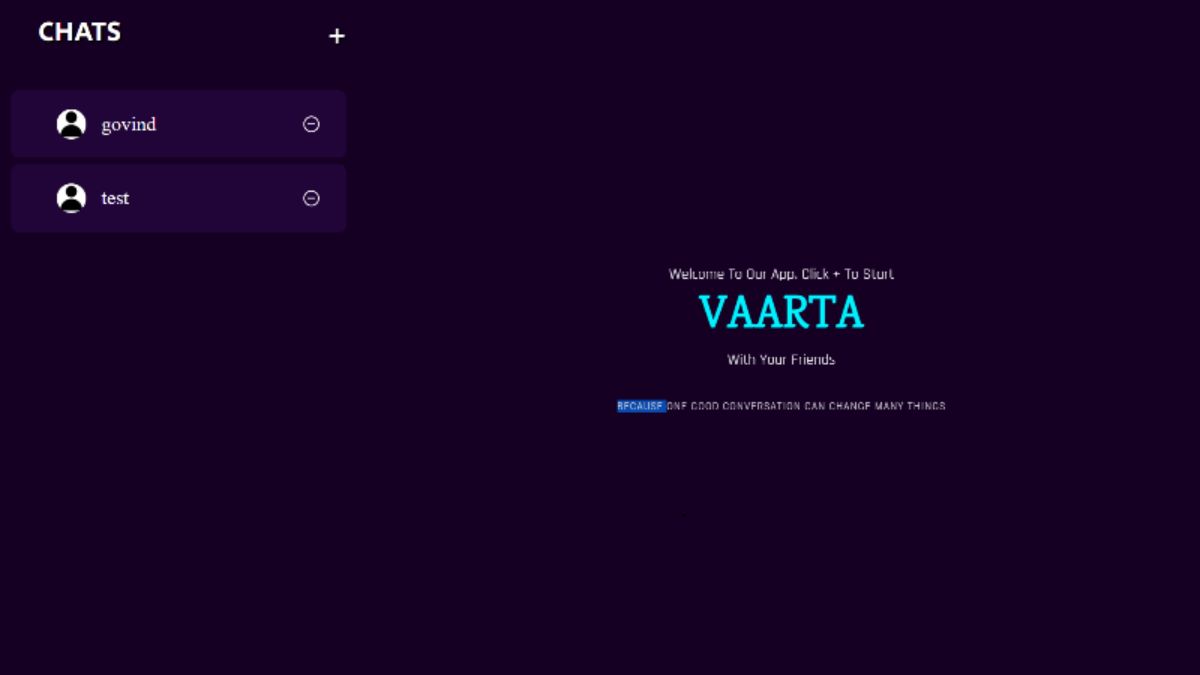 CHATS
+
govind
test
Welcome To Our App. Click + To Start
VAARTA
With Your Friends
BECAUSE ONE GOOD CONVERSATION CAN CHANGE MANY THINGS